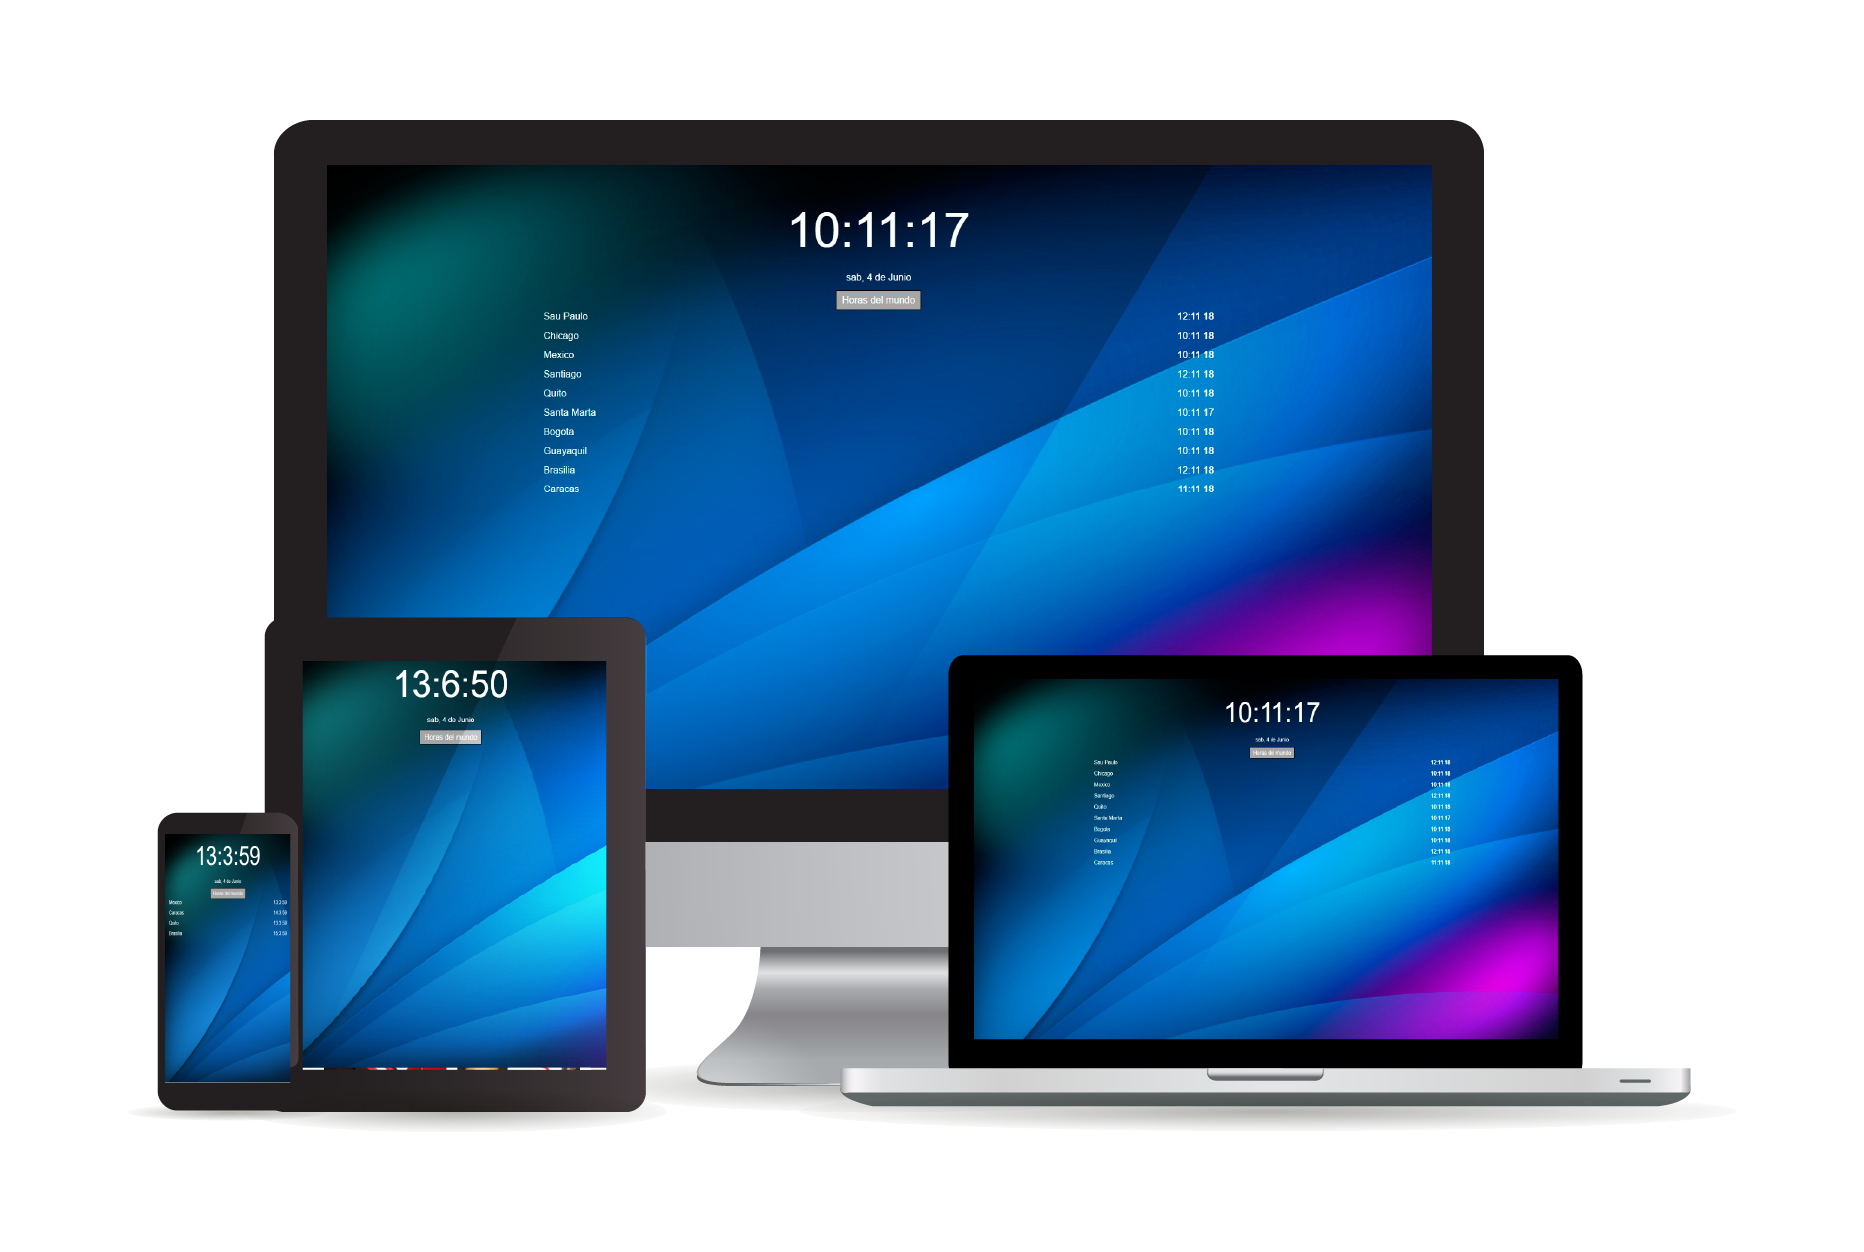 10:11:17
sab, 4 de Junio
Horas del mundo
Sau Paulo 12:11 18
Chicago 10:11 18
Mexico 10:11 18
Santiago 12:11 18
Quito 10:11 18
Santa Marta 10:11 17
Bogota 10:11 18
Guayaquil 10:11 18
Brasilia 12:11 18
Caracas 11:11 18
13:6:50
sab, 4 de Junio
Horas del mundo
13:3:59
sab, 4 de Junio
Horas del mundo
Mexico 13:3:59
Caracas 14:3:59
Quito 13:3:59
Brasilia 15:3:59
10:11:17
sab, 4 de Junio
Horas del mundo
Sau Paulo 12:11 18
Chicago 10:11 18
Mexico 10:11 18
Santiago 12:11 18
Quito 10:11 18
Santa Marta 10:11 17
Bogota 10:11 18
Guayaquil 10:11 18
Brasilia 12:11 18
Caracas 11:11 18